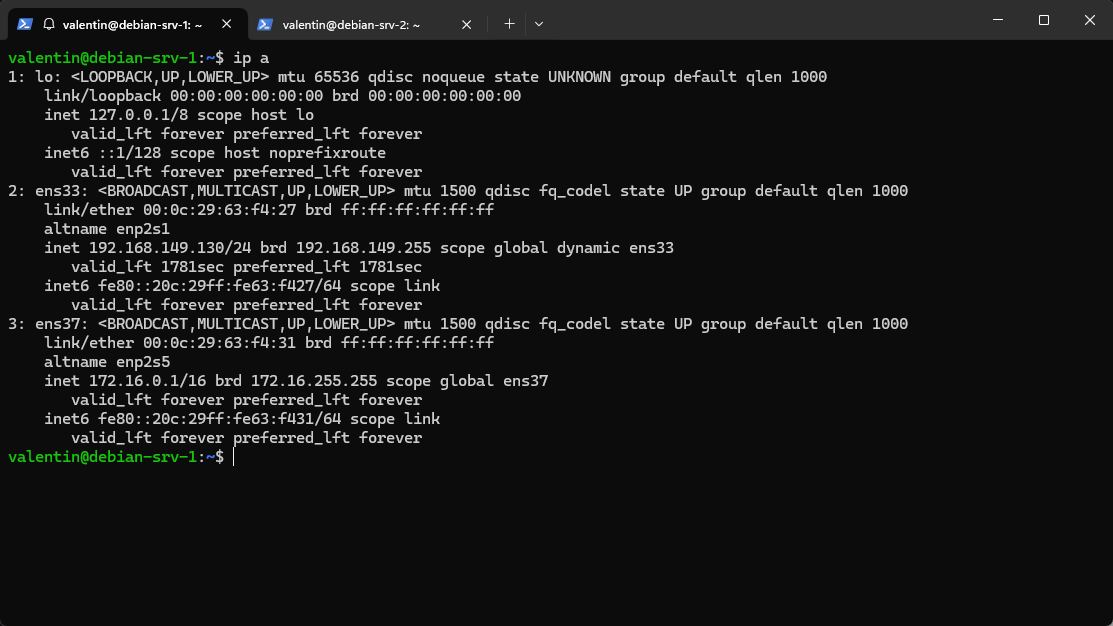 valentin@debian-srv-1: ~
valentin@debian-srv-2: ~
valentin@debian-srv-1:~$ ip a
1: lo: <LOOPBACK,UP,LOWER_UP> mtu 65536 qdisc noqueue state UNKNOWN group default qlen 1000
    link/loopback 00:00:00:00:00:00 brd 00:00:00:00:00:00
    inet 127.0.0.1/8 scope host lo
       valid_lft forever preferred_lft forever
    inet6 ::1/128 scope host noprefixroute
       valid_lft forever preferred_lft forever
2: ens33: <BROADCAST,MULTICAST,UP,LOWER_UP> mtu 1500 qdisc fq_codel state UP group default qlen 1000
    link/ether 00:0c:29:63:f4:27 brd ff:ff:ff:ff:ff:ff
    altname enp2s1
    inet 192.168.149.130/24 brd 192.168.149.255 scope global dynamic ens33
       valid_lft 1781sec preferred_lft 1781sec
    inet6 fe80::20c:29ff:fe63:f427/64 scope link
       valid_lft forever preferred_lft forever
3: ens37: <BROADCAST,MULTICAST,UP,LOWER_UP> mtu 1500 qdisc fq_codel state UP group default qlen 1000
    link/ether 00:0c:29:63:f4:31 brd ff:ff:ff:ff:ff:ff
    altname enp2s5
    inet 172.16.0.1/16 brd 172.16.255.255 scope global ens37
       valid_lft forever preferred_lft forever
    inet6 fe80::20c:29ff:fe63:f431/64 scope link
       valid_lft forever preferred_lft forever
valentin@debian-srv-1:~$